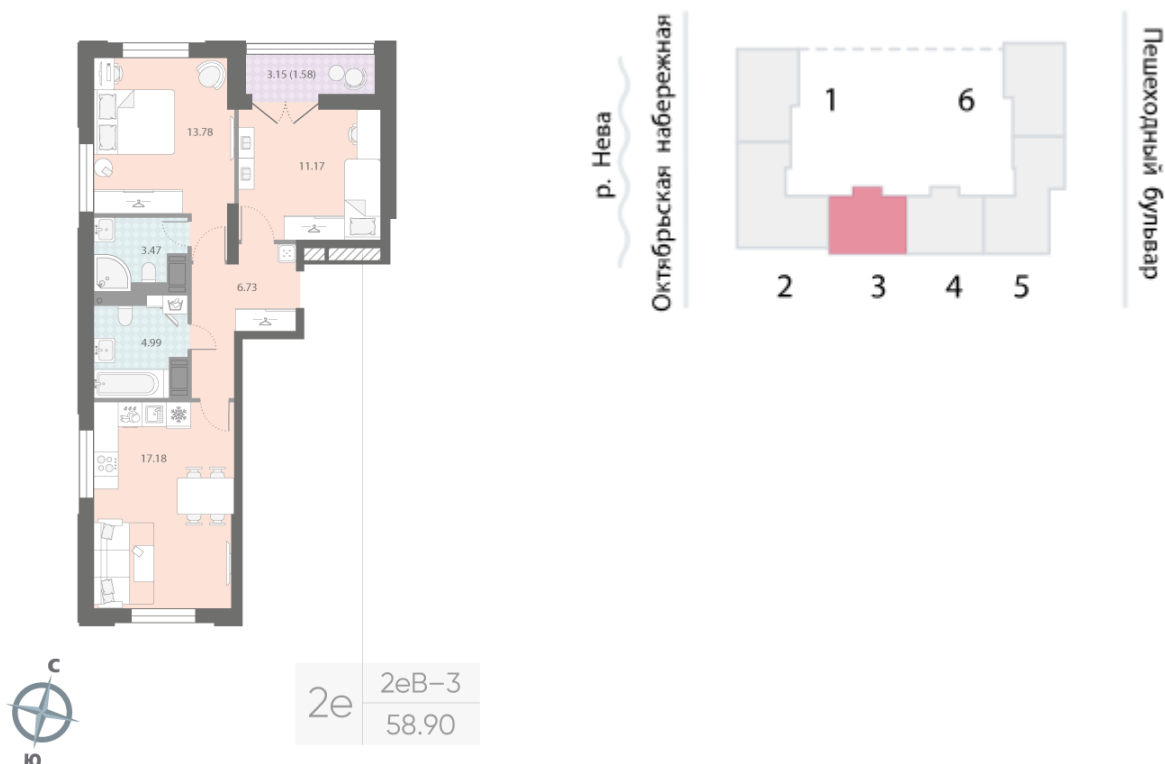 3.15 (1.58)
13.78
11.17
3.47
6.73
4.99
17.18
С
Ю
2е
2еВ–3
58.90
р. Нева
Октябрьская набережная
1
6
2
3
4
5
Пешеходный бульвар